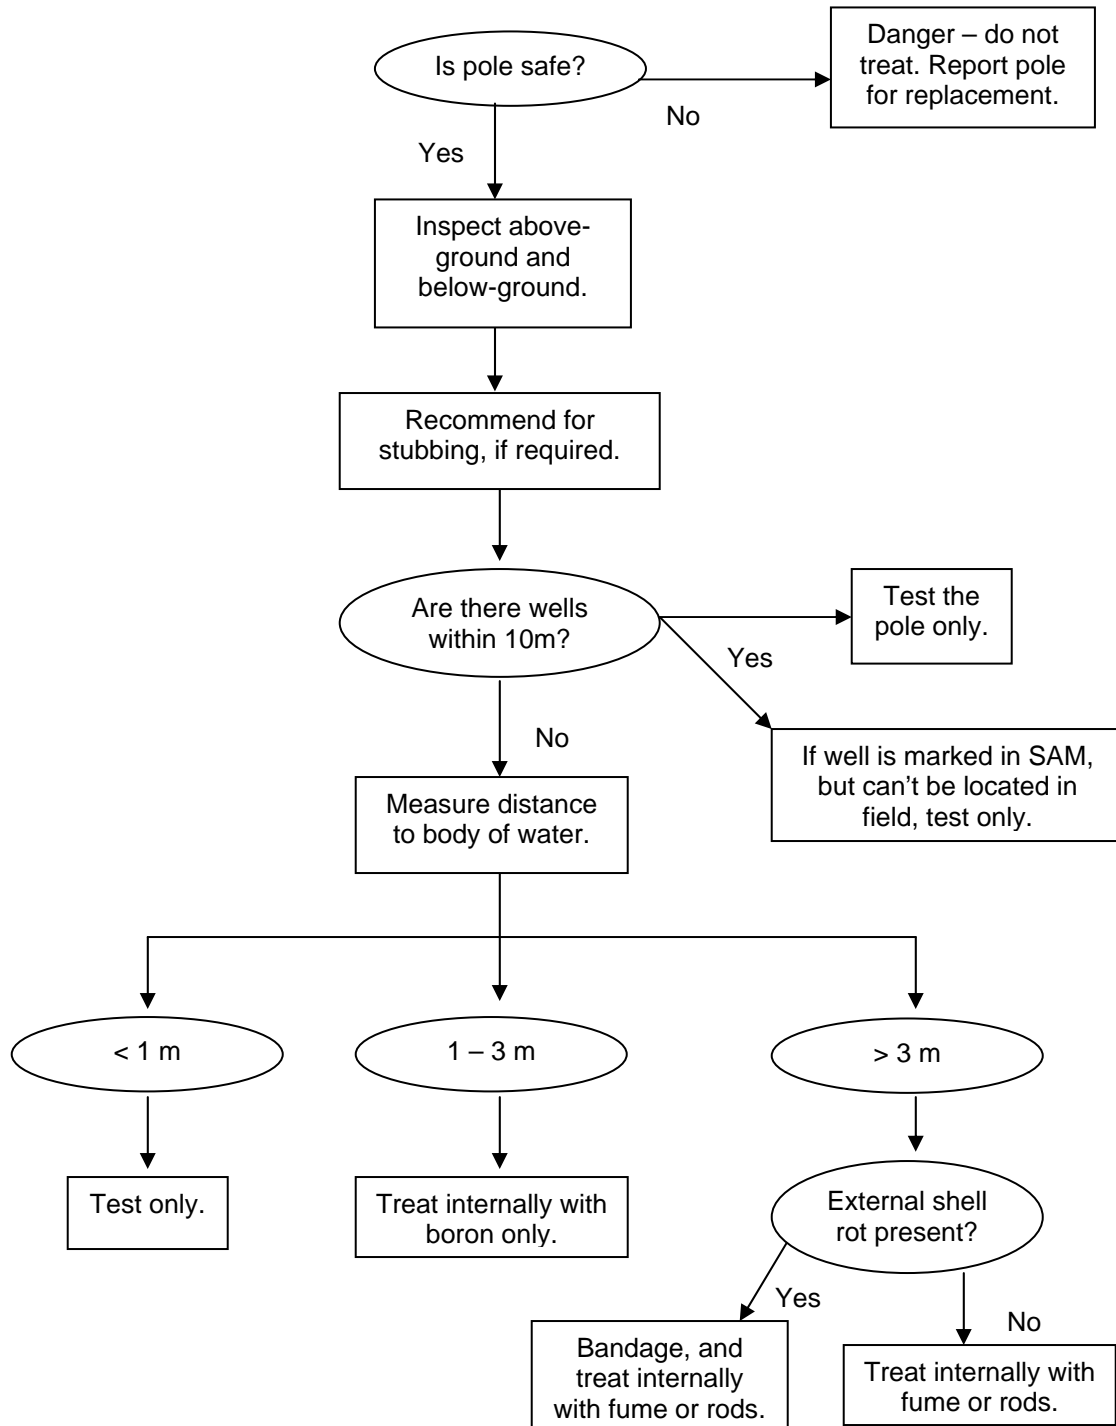 Is pole safe?
Danger – do not
treat. Report pole
for replacement.
No
Yes
Inspect above-
ground and
below-ground.
Recommend for
stubbing, if required.
Are there wells
within 10m?
Test the
pole only.
Yes
If well is marked in SAM,
but can't be located in
field, test only.
No
Measure distance
to body of water.
< 1 m
1 – 3 m
> 3 m
Test only.
Treat internally with
boron only.
External shell
rot present?
Yes
No
Bandage, and
treat internally
with fume or rods.
Treat internally with
fume or rods.